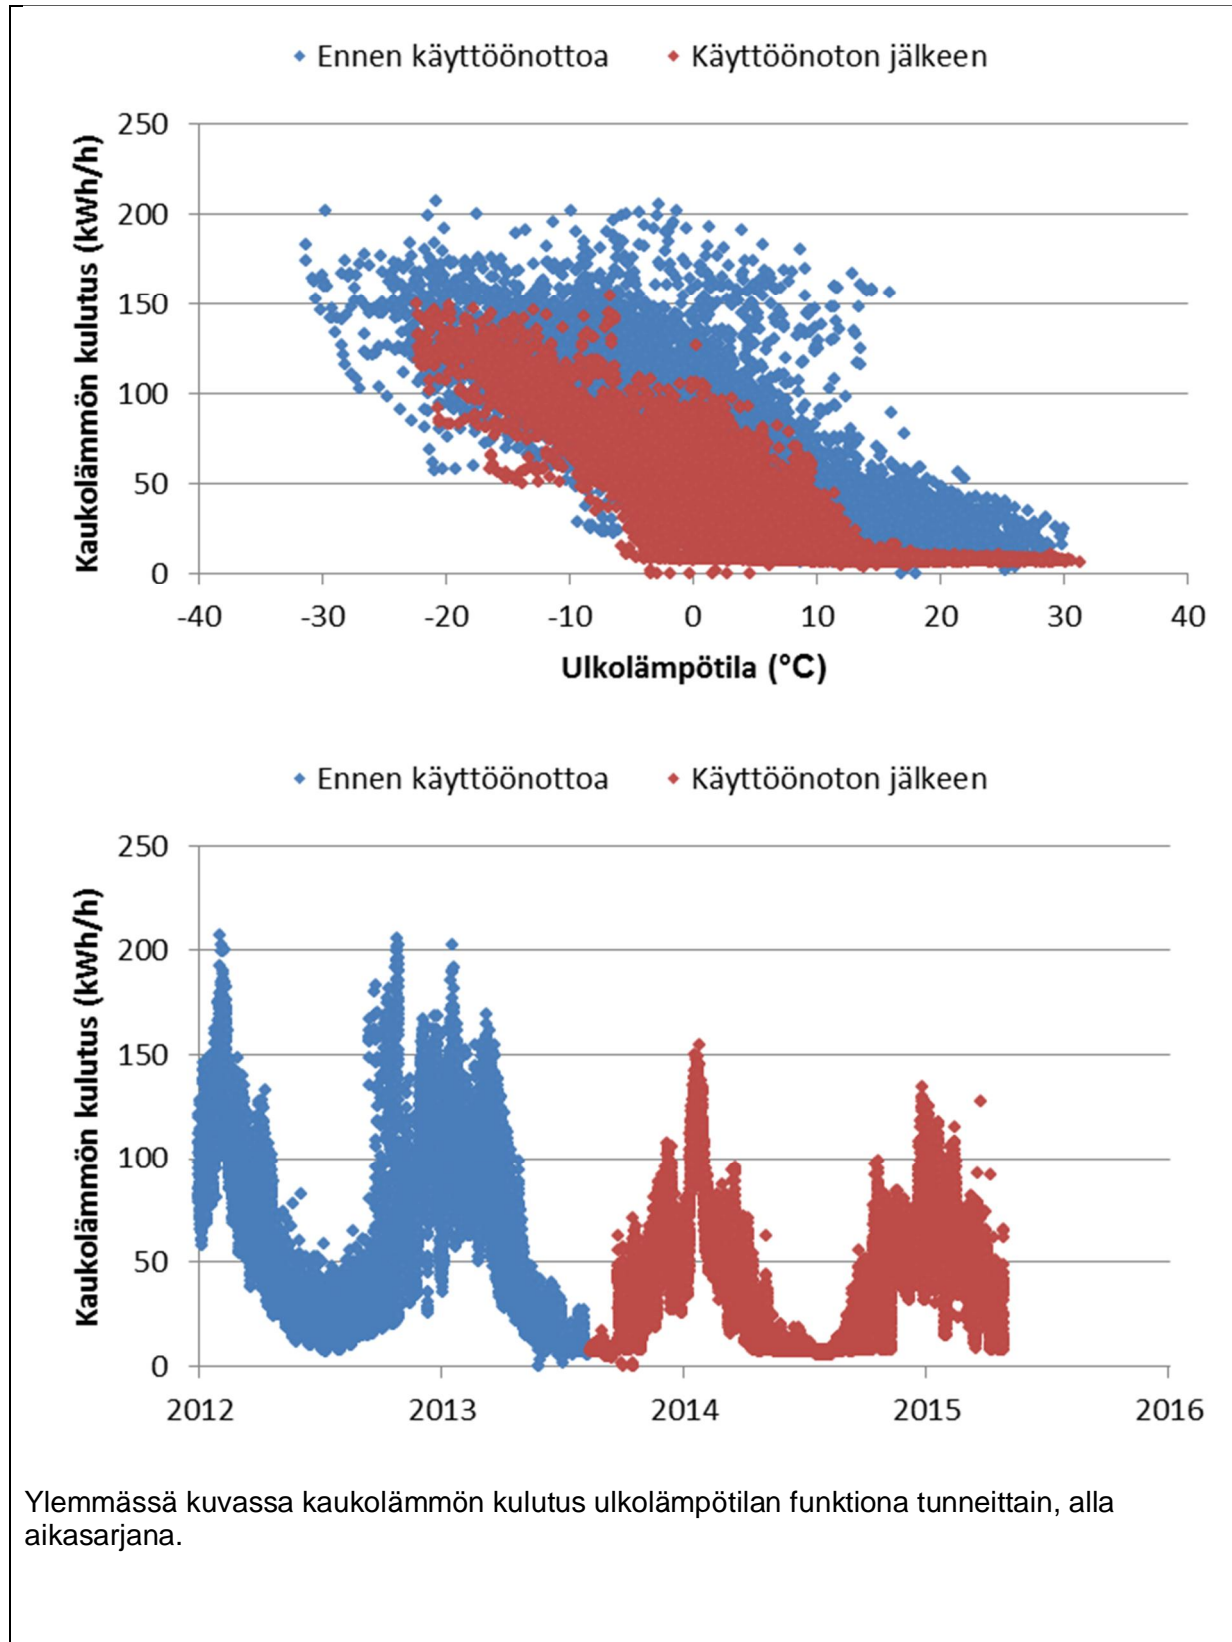 Ennen käyttöönottoa Käyttöönoton jälkeen
Kaukolämmön kulutus (kWh/h)
250
200
150
100
50
0
-40 -30 -20 -10 0 10 20 30 40
Ulkolämpötila (°C)
Ennen käyttöönottoa Käyttöönoton jälkeen
Kaukolämmön kulutus (kWh/h)
250
200
150
100
50
0
2012 2013 2014 2015 2016
Ylemmässä kuvassa kaukolämmön kulutus ulkolämpötilan funktiona tunneittain, alla
aikasarjana.